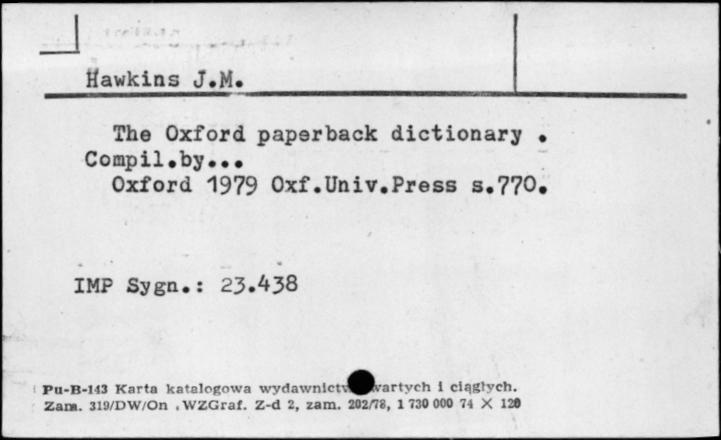 Hawkins J.M.
The Oxford paperback dictionary .
Compil.by...
Oxford 1979 Oxf.Univ.Press s.770.
IMP Sygn.: 23.438
Pu-B-143 Karta katalogowa wydawnictw zwartych i ciągłych.
Zam. 319/DW/On . WZGraf. Z-d 2, zam. 202/78, 1 730 000 74 X 120